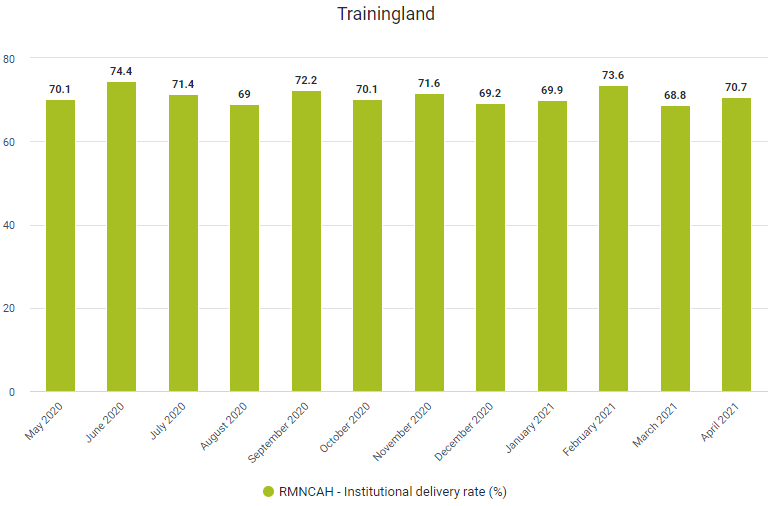 Trainingland
80
60
40
20
0
70.1
74.4
71.4
69
72.2
70.1
71.6
69.2
69.9
73.6
68.8
70.7
May 2020
June 2020
July 2020
August 2020
September 2020
October 2020
November 2020
December 2020
January 2021
February 2021
March 2021
April 2021
RMNCAH - Institutional delivery rate (%)